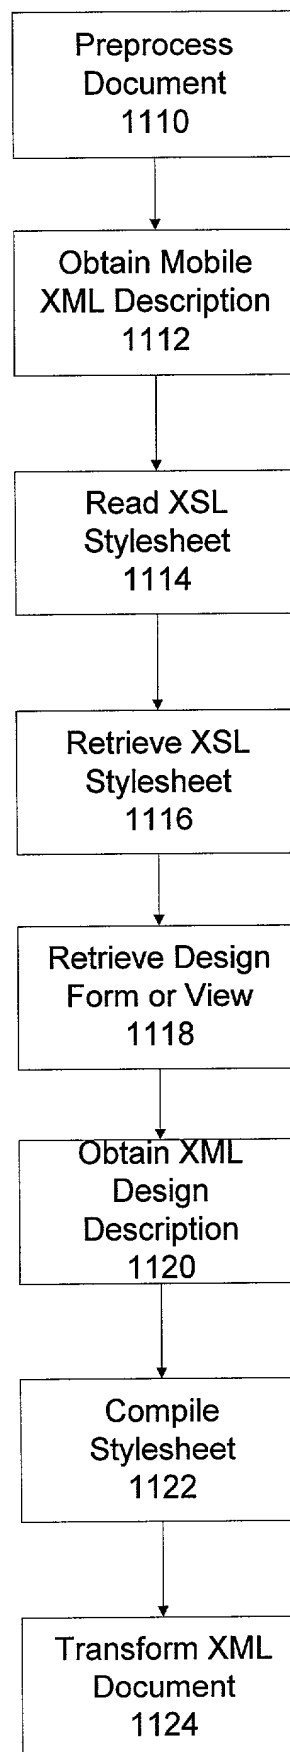 Preprocess
Document
1110
Obtain Mobile
XML Description
1112
Read XSL
Stylesheet
1114
Retrieve XSL
Stylesheet
1116
Retrieve Design
Form or View
1118
Obtain XML
Design
Description
1120
Compile
Stylesheet
1122
Transform XML
Document
1124